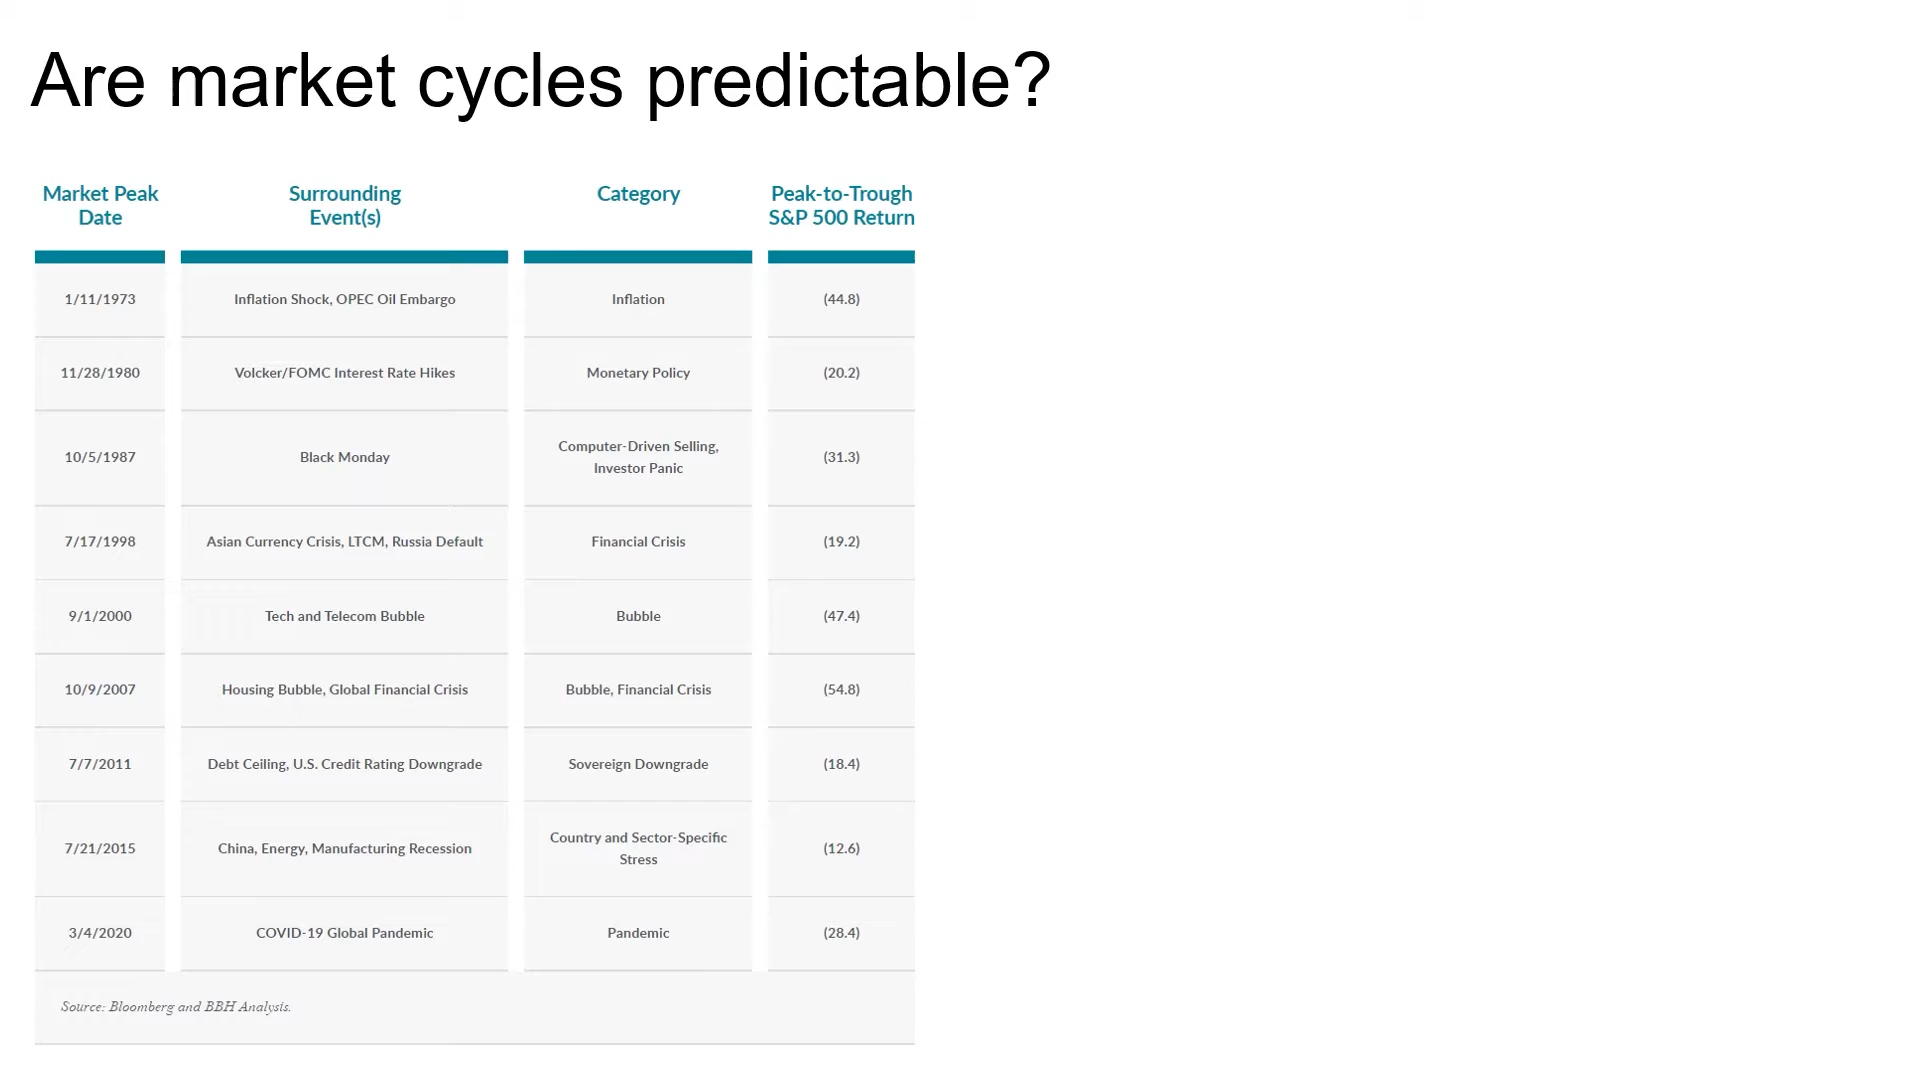 Are market cycles predictable?
Market Peak Date
Surrounding Event(s)
Category
Peak-to-Trough S&P 500 Return
1/11/1973 Inflation Shock, OPEC Oil Embargo Inflation (44.8)
11/28/1980 Volcker/FOMC Interest Rate Hikes Monetary Policy (20.2)
10/5/1987 Black Monday Computer-Driven Selling, Investor Panic (31.3)
7/17/1998 Asian Currency Crisis, LTCM, Russia Default Financial Crisis (19.2)
9/1/2000 Tech and Telecom Bubble Bubble (47.4)
10/9/2007 Housing Bubble, Global Financial Crisis Bubble, Financial Crisis (54.8)
7/7/2011 Debt Ceiling, U.S. Credit Rating Downgrade Sovereign Downgrade (18.4)
7/21/2015 China, Energy, Manufacturing Recession Country and Sector-Specific Stress (12.6)
3/4/2020 COVID-19 Global Pandemic Pandemic (28.4)
Source: Bloomberg and BBH Analysis.